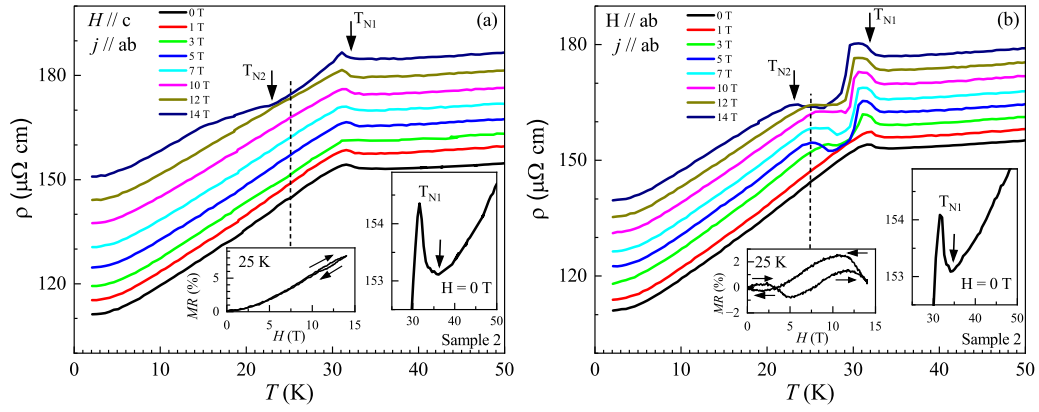 H // c
j // ab
0 T
1 T
3 T
5 T
7 T
10 T
12 T
14 T
T_N1
(a)
T_N2
180
150
120
ρ (μΩ cm)
25 K
10
5
0
MR (%)
0 5 10 15
H (T)
T_N1
154
153
H = 0 T
30 40 50
Sample 2
0 10 20 30 40 50
T (K)
H // ab
j // ab
0 T
1 T
3 T
5 T
7 T
10 T
12 T
14 T
T_N1
(b)
T_N2
180
150
120
ρ (μΩ cm)
25 K
2
0
−2
MR (%)
0 5 10 15
H (T)
T_N1
154
153
H = 0 T
30 40 50
Sample 2
0 10 20 30 40 50
T (K)